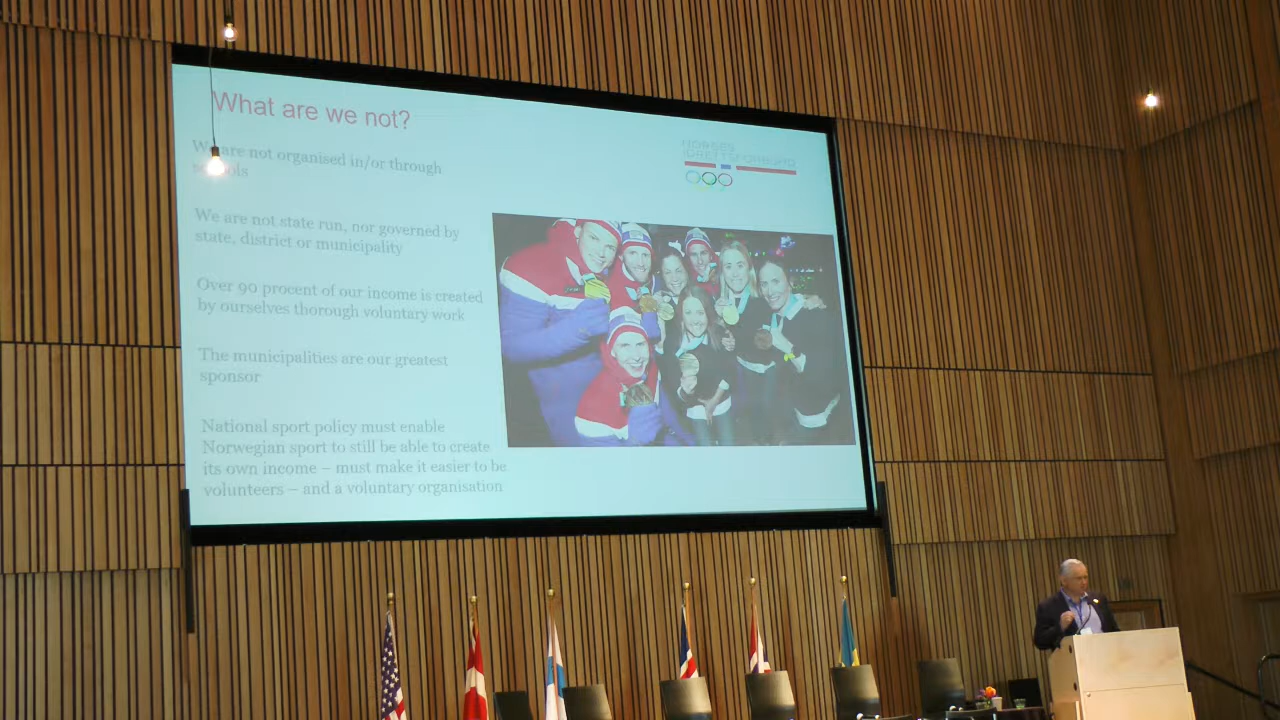 What are we not?
We are not organised in/or through
schools
We are not state run, nor governed by
state, district or municipality
Over 90 procent of our income is created
by ourselves thorough voluntary work
The municipalities are our greatest
sponsor
National sport policy must enable
Norwegian sport to still be able to create
its own income – must make it easier to be
volunteers – and a voluntary organisation
NORGES
IDRETTSFORBUND